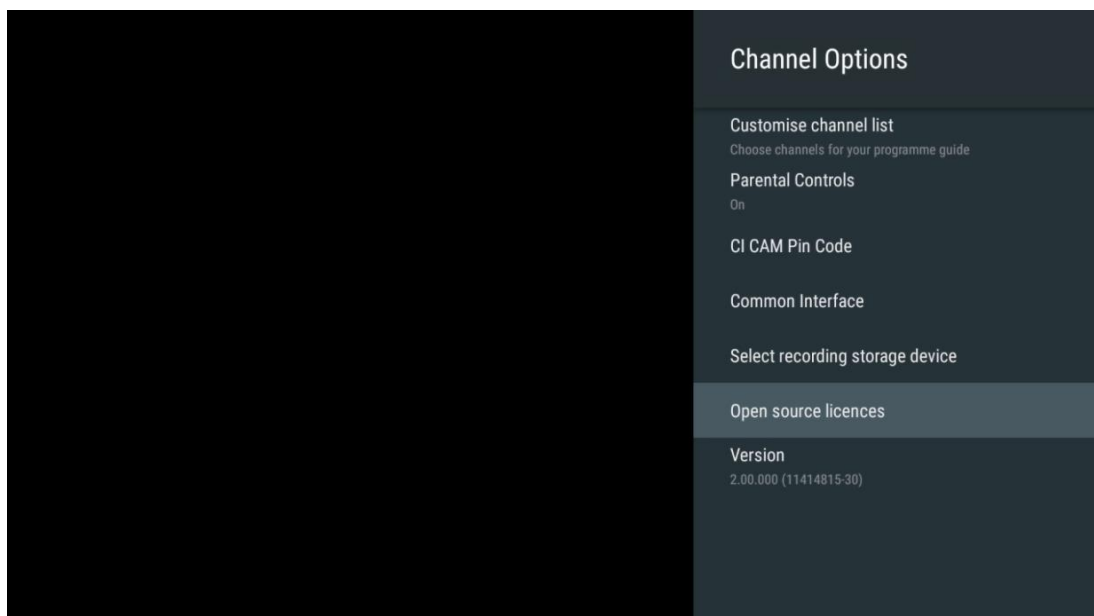 Channel Options
Customise channel list
Choose channels for your programme guide
Parental Controls
On
CI CAM Pin Code
Common Interface
Select recording storage device
Open source licences
Version
2.00.000 (11414815-30)